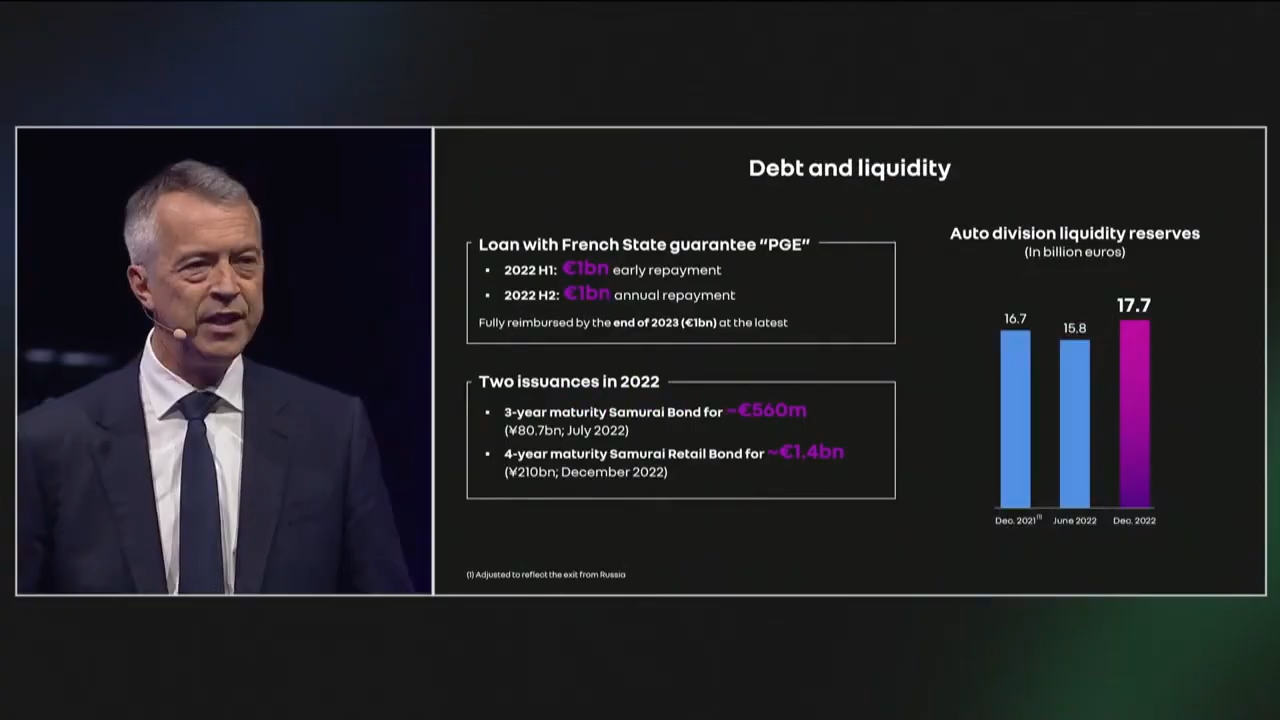 Debt and liquidity
Loan with French State guarantee “PGE”
▪ 2022 H1: €1bn early repayment
▪ 2022 H2: €1bn annual repayment
Fully reimbursed by the end of 2023 (€1bn) at the latest
Two issuances in 2022
▪ 3-year maturity Samurai Bond for ~€560m
(¥80.7bn; July 2022)
▪ 4-year maturity Samurai Retail Bond for ~€1.4bn
(¥210bn; December 2022)
Auto division liquidity reserves
(In billion euros)
16.7
15.8
17.7
Dec. 2021(1)
June 2022
Dec. 2022
(1) Adjusted to reflect the exit from Russia